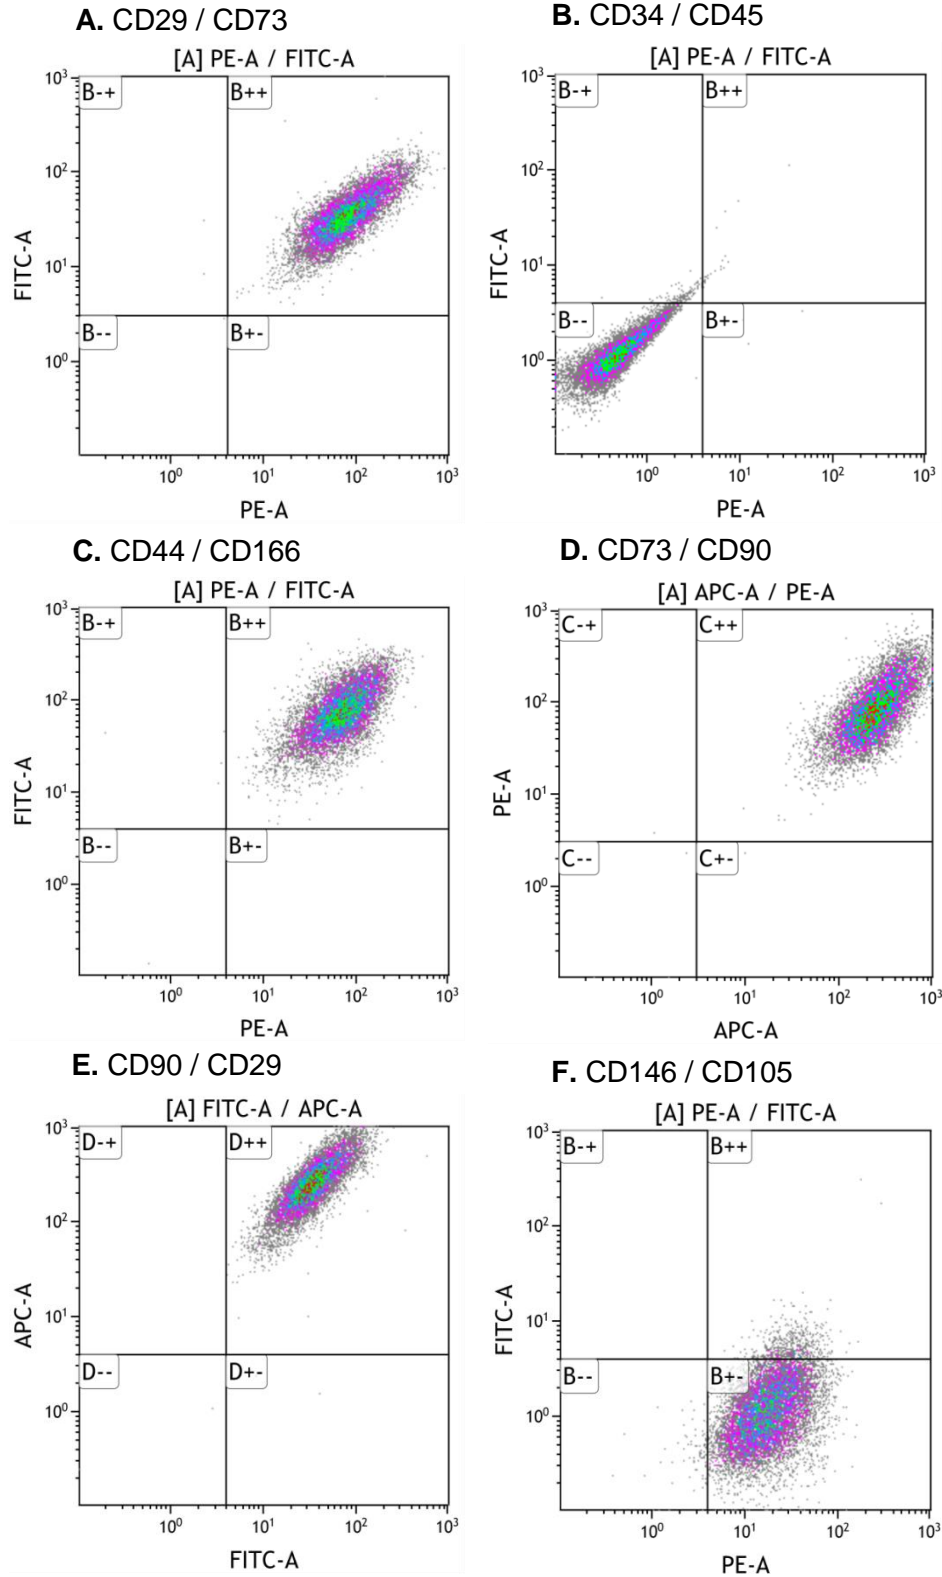 A. CD29 / CD73
[A] PE-A / FITC-A
10³
B-+
B++
10²
FITC-A
10¹
B--
B+-
10⁰
10⁰ 10¹ 10² 10³
PE-A
B. CD34 / CD45
[A] PE-A / FITC-A
10³
B-+
B++
10²
FITC-A
10¹
B--
B+-
10⁰
10⁰ 10¹ 10² 10³
PE-A
C. CD44 / CD166
[A] PE-A / FITC-A
10³
B-+
B++
10²
FITC-A
10¹
B--
B+-
10⁰
10⁰ 10¹ 10² 10³
PE-A
D. CD73 / CD90
[A] APC-A / PE-A
10³
C-+
C++
10²
PE-A
10¹
C--
C+-
10⁰
10⁰ 10¹ 10² 10³
APC-A
E. CD90 / CD29
[A] FITC-A / APC-A
10³
D-+
D++
10²
APC-A
10¹
D--
D+-
10⁰
10⁰ 10¹ 10² 10³
FITC-A
F. CD146 / CD105
[A] PE-A / FITC-A
10³
B-+
B++
10²
FITC-A
10¹
B--
B+-
10⁰
10⁰ 10¹ 10² 10³
PE-A